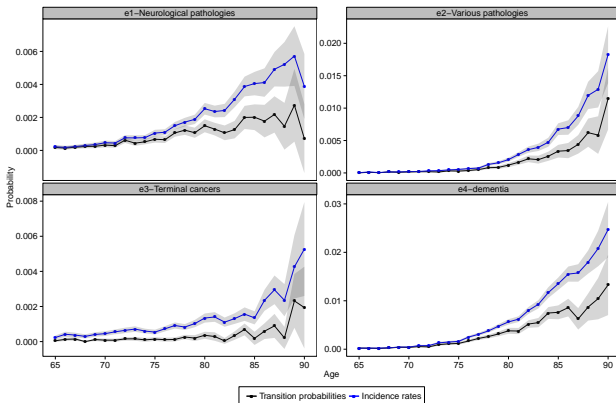 e1−Neurological pathologies
e2−Various pathologies
0.006
0.004
0.002
0.000
0.020
0.015
0.010
0.005
0.000
e3−Terminal cancers
e4−dementia
0.008
0.006
0.004
0.002
0.000
0.03
0.02
0.01
0.00
65 70 75 80 85 90
65 70 75 80 85 90
Probability
Age
Transition probabilities Incidence rates